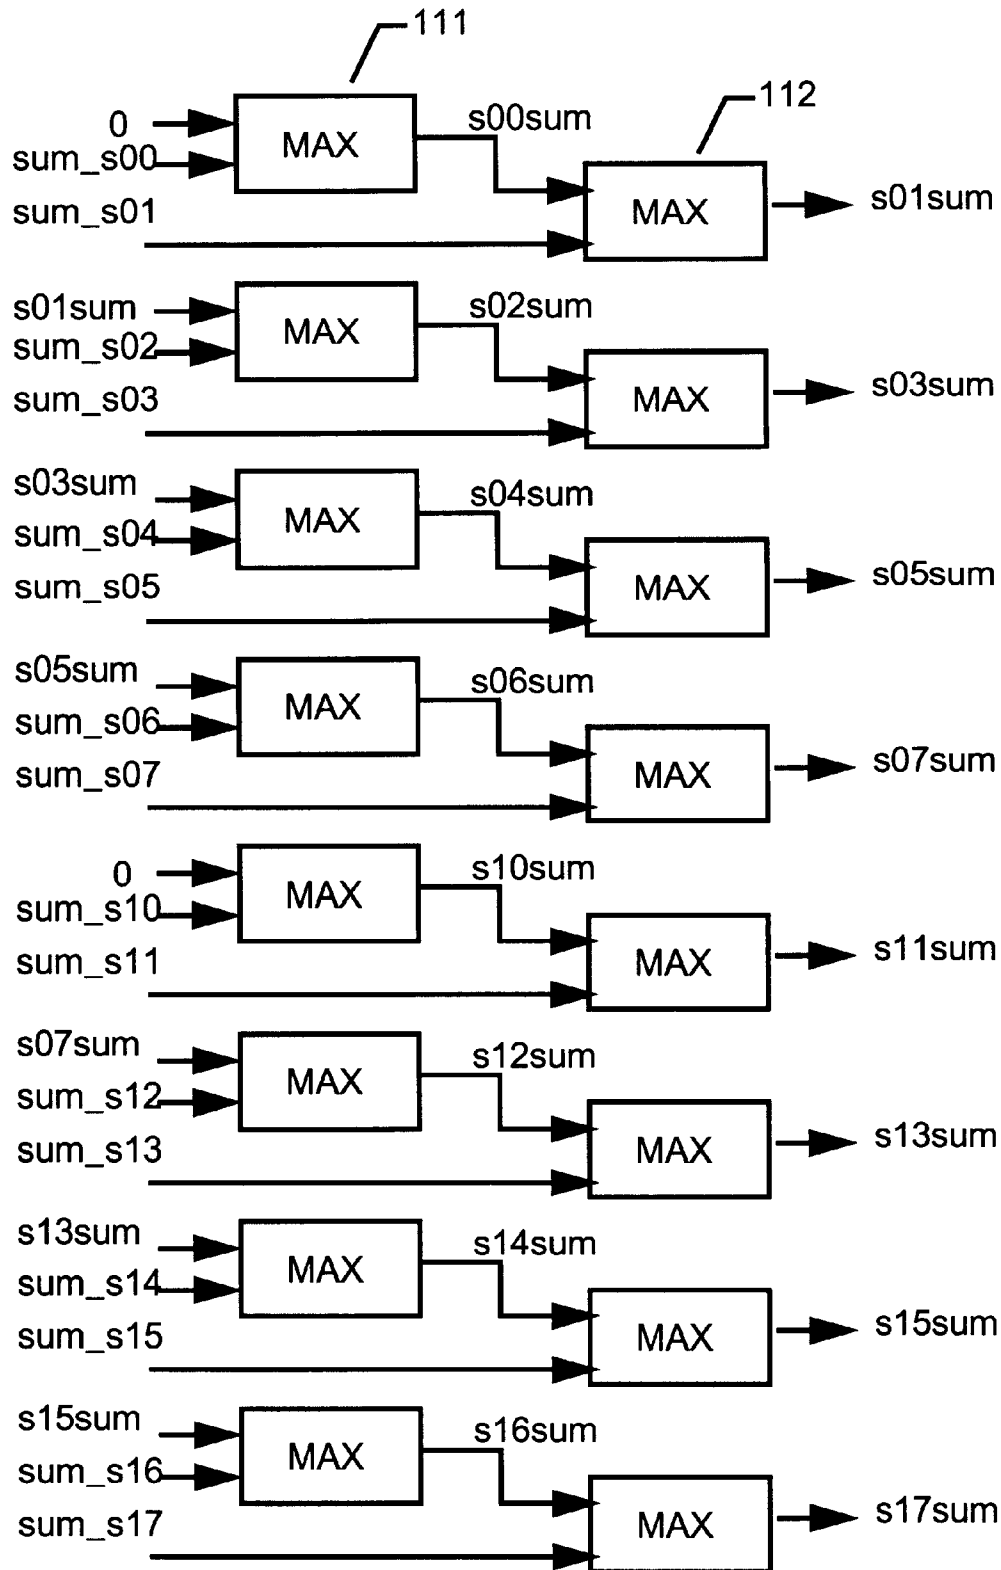 111
112
0
MAX
s00sum
sum_s00
sum_s01
MAX
s01sum
s01sum
MAX
s02sum
sum_s02
sum_s03
MAX
s03sum
s03sum
MAX
s04sum
sum_s04
sum_s05
MAX
s05sum
s05sum
MAX
s06sum
sum_s06
sum_s07
MAX
s07sum
0
MAX
s10sum
sum_s10
sum_s11
MAX
s11sum
s07sum
MAX
s12sum
sum_s12
sum_s13
MAX
s13sum
s13sum
MAX
s14sum
sum_s14
sum_s15
MAX
s15sum
s15sum
MAX
s16sum
sum_s16
sum_s17
MAX
s17sum